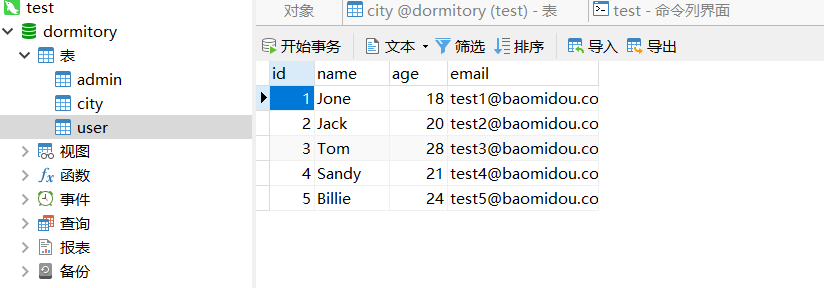 test
对象 city @dormitory (test) - 表 test - 命令列界面
dormitory
表
admin
city
user
视图
函数
事件
查询
报表
备份
开始事务 文本 筛选 排序 导入 导出
id name age email
1 Jone 18 test1@baomidou.co
2 Jack 20 test2@baomidou.co
3 Tom 28 test3@baomidou.co
4 Sandy 21 test4@baomidou.co
5 Billie 24 test5@baomidou.co